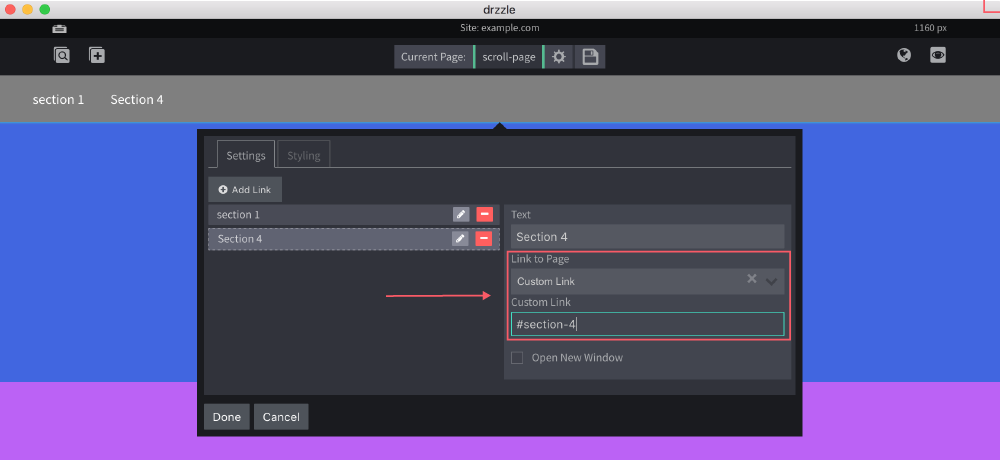 drzzle
Site: example.com
1160 px
Current Page: scroll-page
section 1 Section 4
Settings Styling
Add Link
section 1
Section 4
Text
Section 4
Link to Page
Custom Link
Custom Link
#section-4
Open New Window
Done Cancel